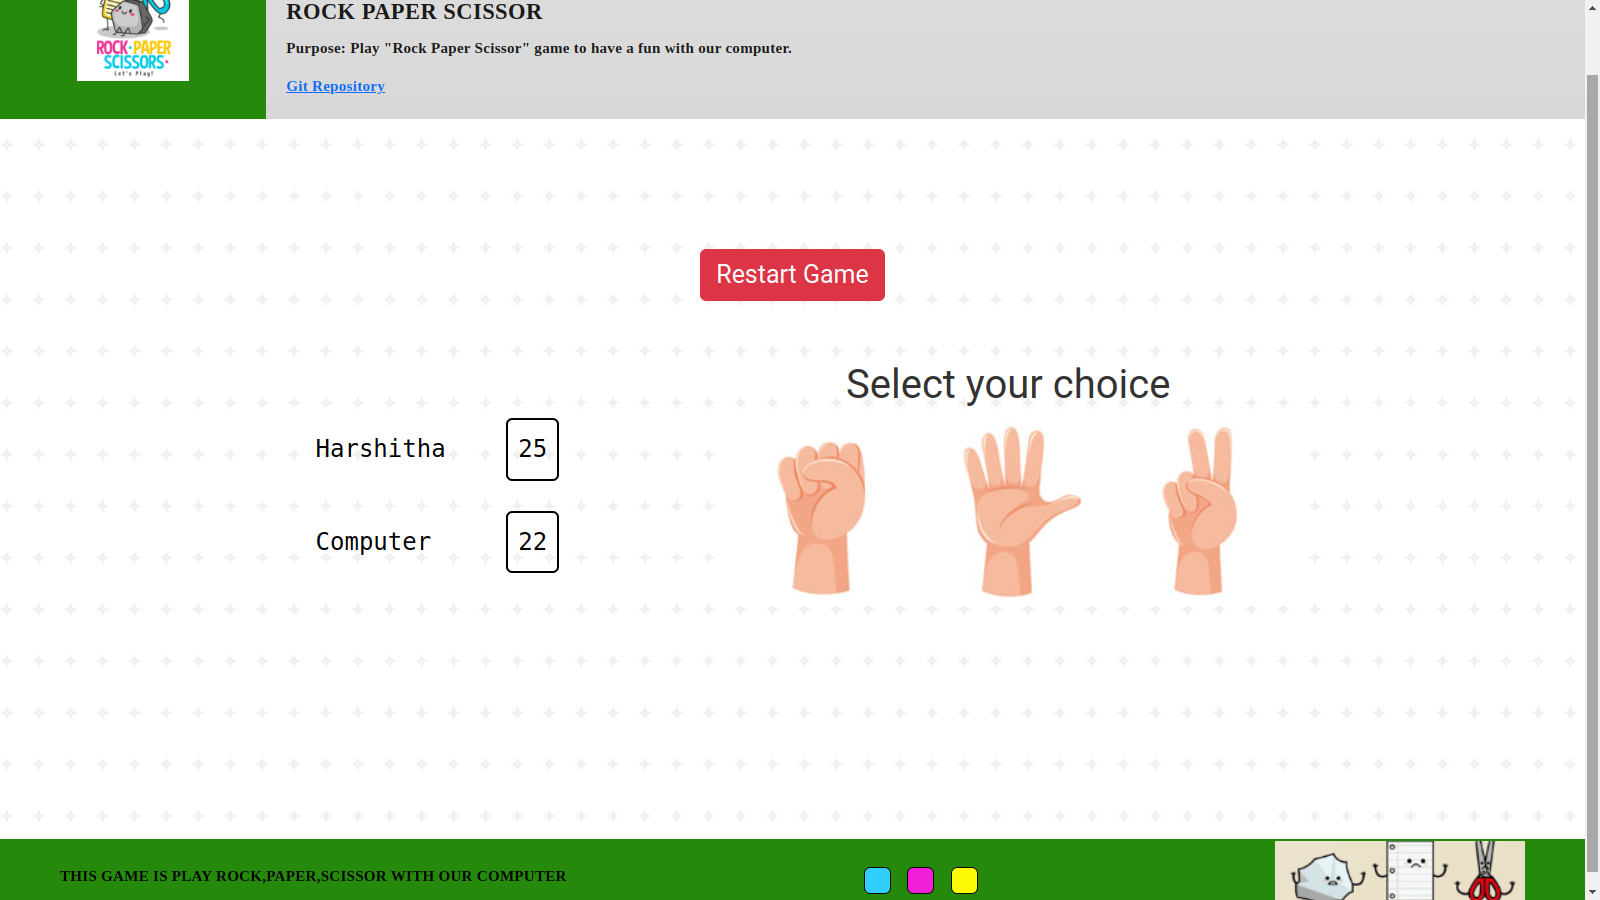 ROCK·PAPER
SCISSORS·
Let's Play!
ROCK PAPER SCISSOR
Purpose: Play "Rock Paper Scissor" game to have a fun with our computer.
Git Repository
Restart Game
Select your choice
Harshitha 25
Computer 22
THIS GAME IS PLAY ROCK,PAPER,SCISSOR WITH OUR COMPUTER